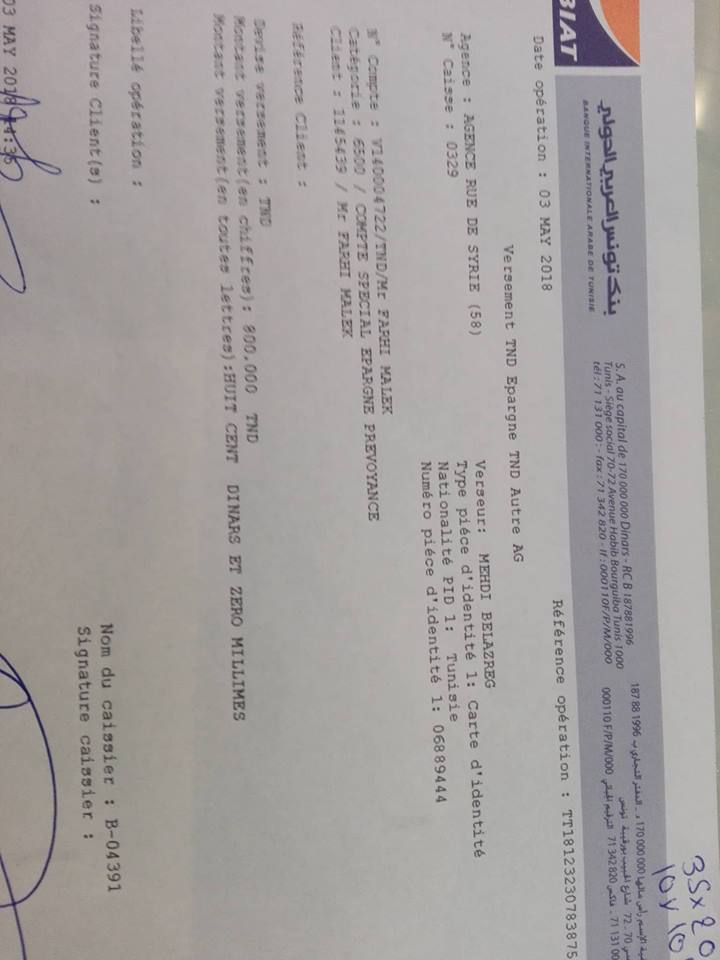 35x20
10x10
BIAT
بنك تونس العربي الدولي
BANQUE INTERNATIONALE ARABE DE TUNISIE
S. A. au capital de 170 000 000 Dinars - RC B 187881996
Tunis - Siège social 70-72 Avenue Habib Bourguiba Tunis 1000
tél : 71 131 000 : - fax : 71 342 820 - If : 000110F/P/M/000
الإسم رأس مالها 170 000 000 د - الدفتر التجاري ب 1996 88 187
70 - 72 شارع الحبيب بورقيبة تونس
71 131 00 فاكس 820 342 71 الترقيم الجبائي 000110 F/P/M/000
Date opération : 03 MAY 2018
Référence opération : TT18123230783875
Versement TND Epargne TND Autre AG
Agence : AGENCE RUE DE SYRIE (58)
N° Caisse : 0329
Verseur: MEHDI BELAZREG
Type piéce d'identité 1: Carte d'identité
Nationalité PID 1: Tunisie
Numéro piéce d'identité 1: 06889444
N° Compte : V140004722/TND/Mr FARHI MALEK
Catégorie : 6500 / COMPTE SPECIAL EPARGNE PREVOYANCE
Client : 1145439 / Mr FARHI MALEK
Référence Client :
Devise versement : TND
Montant versement(en chiffres): 800.000 TND
Montant versement(en toutes lettres):HUIT CENT DINARS ET ZERO MILLIMES
Libellé opération :
Signature Client(s) :
Nom du caissier : B-04391
Signature caissier :
03 MAY 2018 14:35